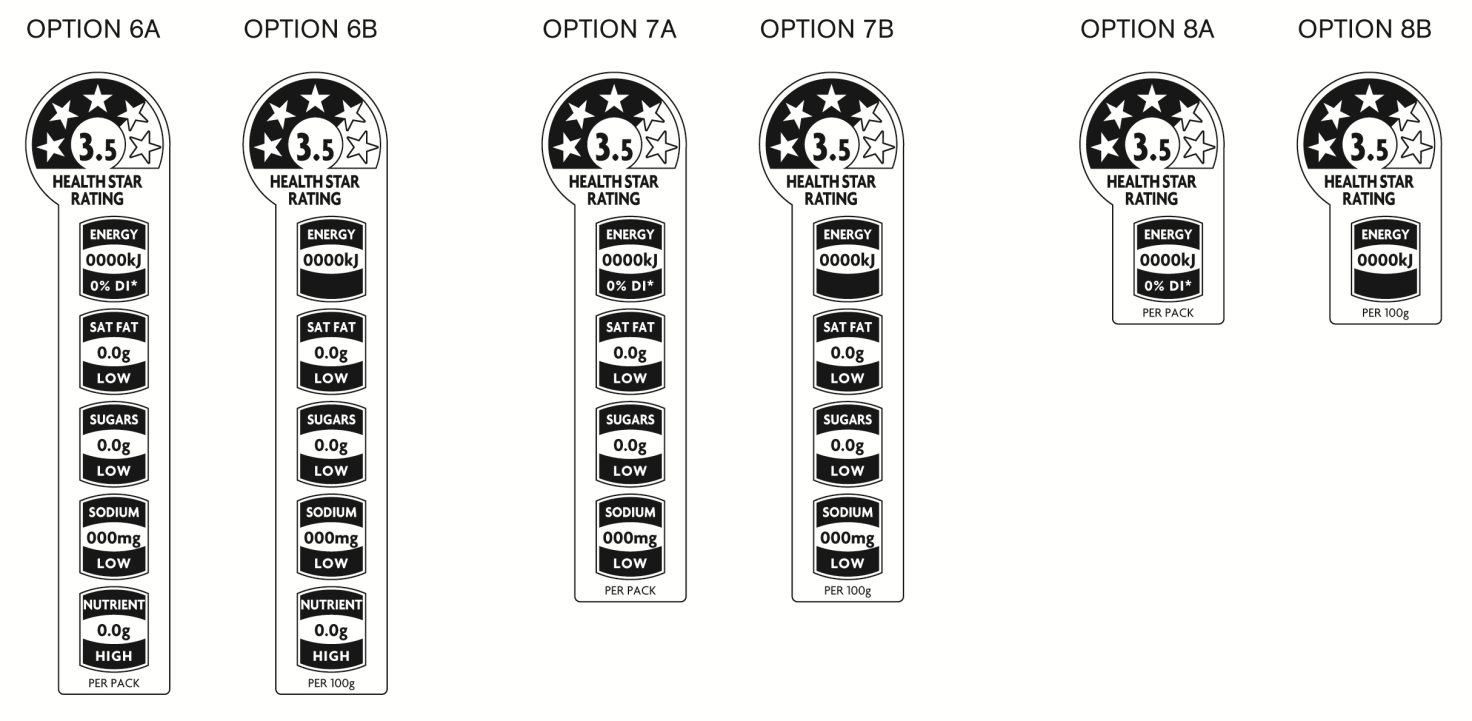 OPTION 6A
3.5
HEALTH STAR
RATING
ENERGY
0000kJ
0% DI*
SAT FAT
0.0g
LOW
SUGARS
0.0g
LOW
SODIUM
000mg
LOW
NUTRIENT
0.0g
HIGH
PER PACK
OPTION 6B
3.5
HEALTH STAR
RATING
ENERGY
0000kJ
SAT FAT
0.0g
LOW
SUGARS
0.0g
LOW
SODIUM
000mg
LOW
NUTRIENT
0.0g
HIGH
PER 100g
OPTION 7A
3.5
HEALTH STAR
RATING
ENERGY
0000kJ
0% DI*
SAT FAT
0.0g
LOW
SUGARS
0.0g
LOW
SODIUM
000mg
LOW
PER PACK
OPTION 7B
3.5
HEALTH STAR
RATING
ENERGY
0000kJ
SAT FAT
0.0g
LOW
SUGARS
0.0g
LOW
SODIUM
000mg
LOW
PER 100g
OPTION 8A
3.5
HEALTH STAR
RATING
ENERGY
0000kJ
0% DI*
PER PACK
OPTION 8B
3.5
HEALTH STAR
RATING
ENERGY
0000kJ
PER 100g